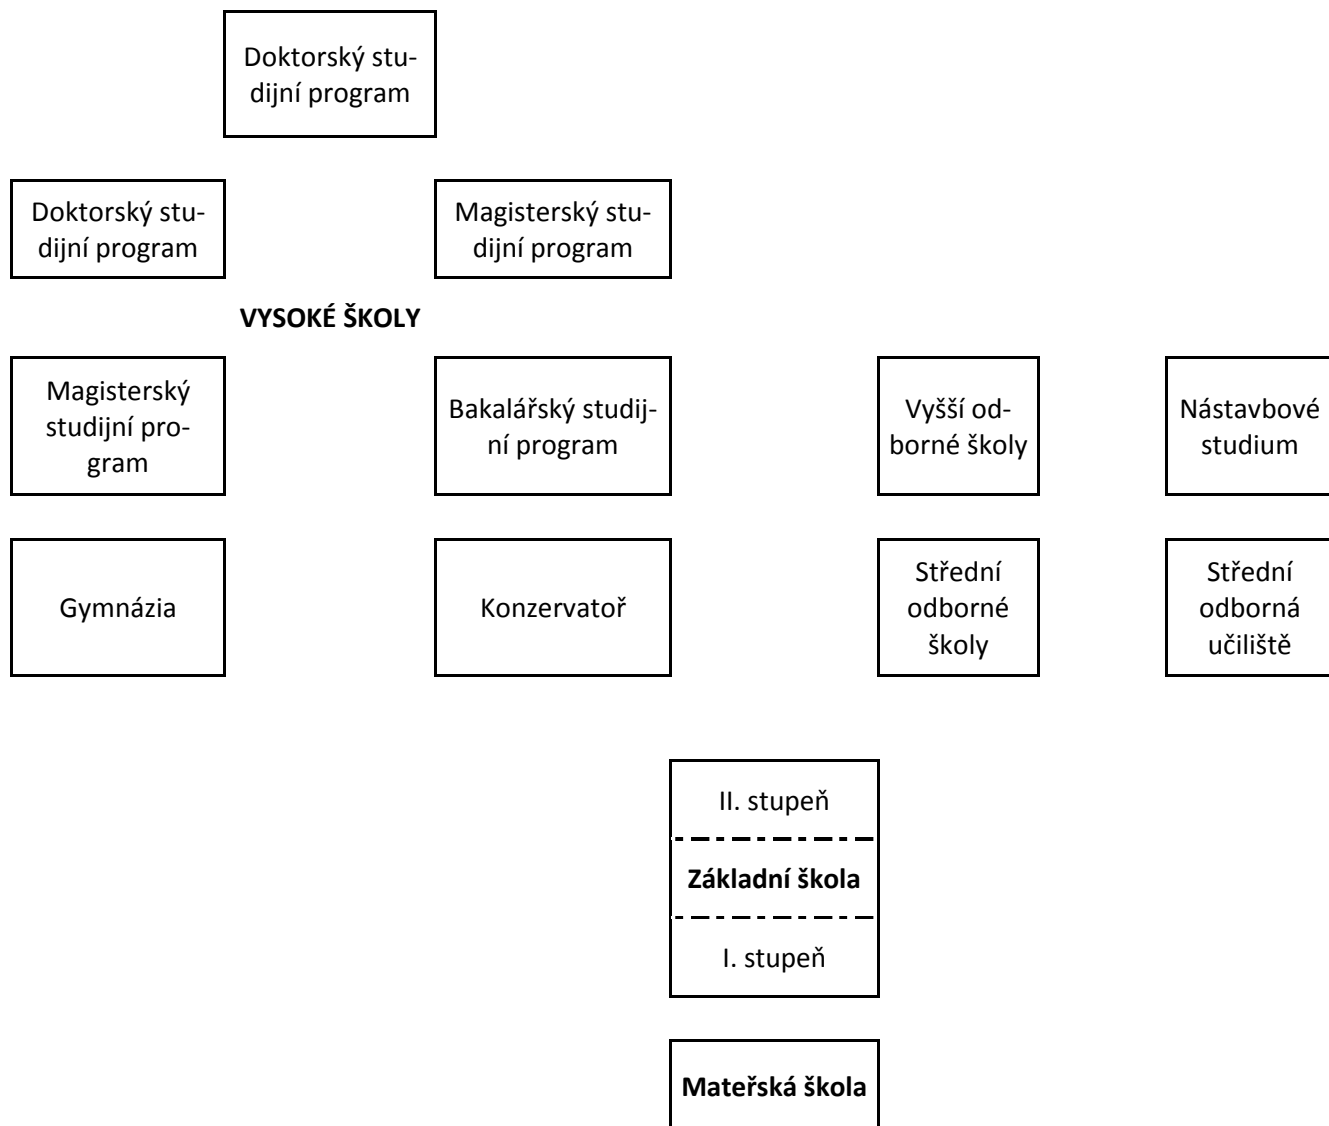 Doktorský stu-
dijní program
Doktorský stu-
dijní program
Magisterský stu-
dijní program
VYSOKÉ ŠKOLY
Magisterský
studijní pro-
gram
Bakalářský studij-
ní program
Vyšší od-
borné školy
Nástavbové
studium
Gymnázia
Konzervatoř
Střední
odborné
školy
Střední
odborná
učiliště
II. stupeň
Základní škola
I. stupeň
Mateřská škola